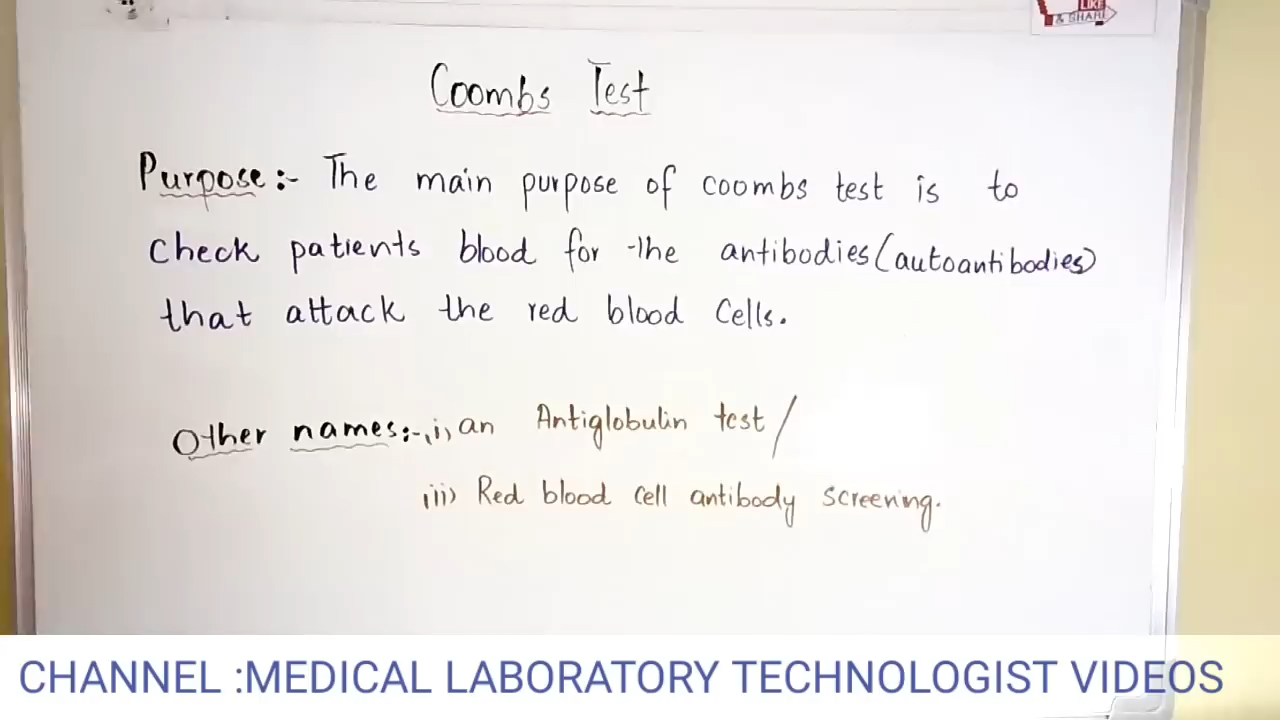 LIKE
& SHARE
Coombs Test
Purpose:- The main purpose of coombs test is to
check patients blood for the antibodies (autoantibodies)
that attack the red blood cells.
Other names:- i) an Antiglobulin test /
ii) Red blood cell antibody screening.
CHANNEL :MEDICAL LABORATORY TECHNOLOGIST VIDEOS